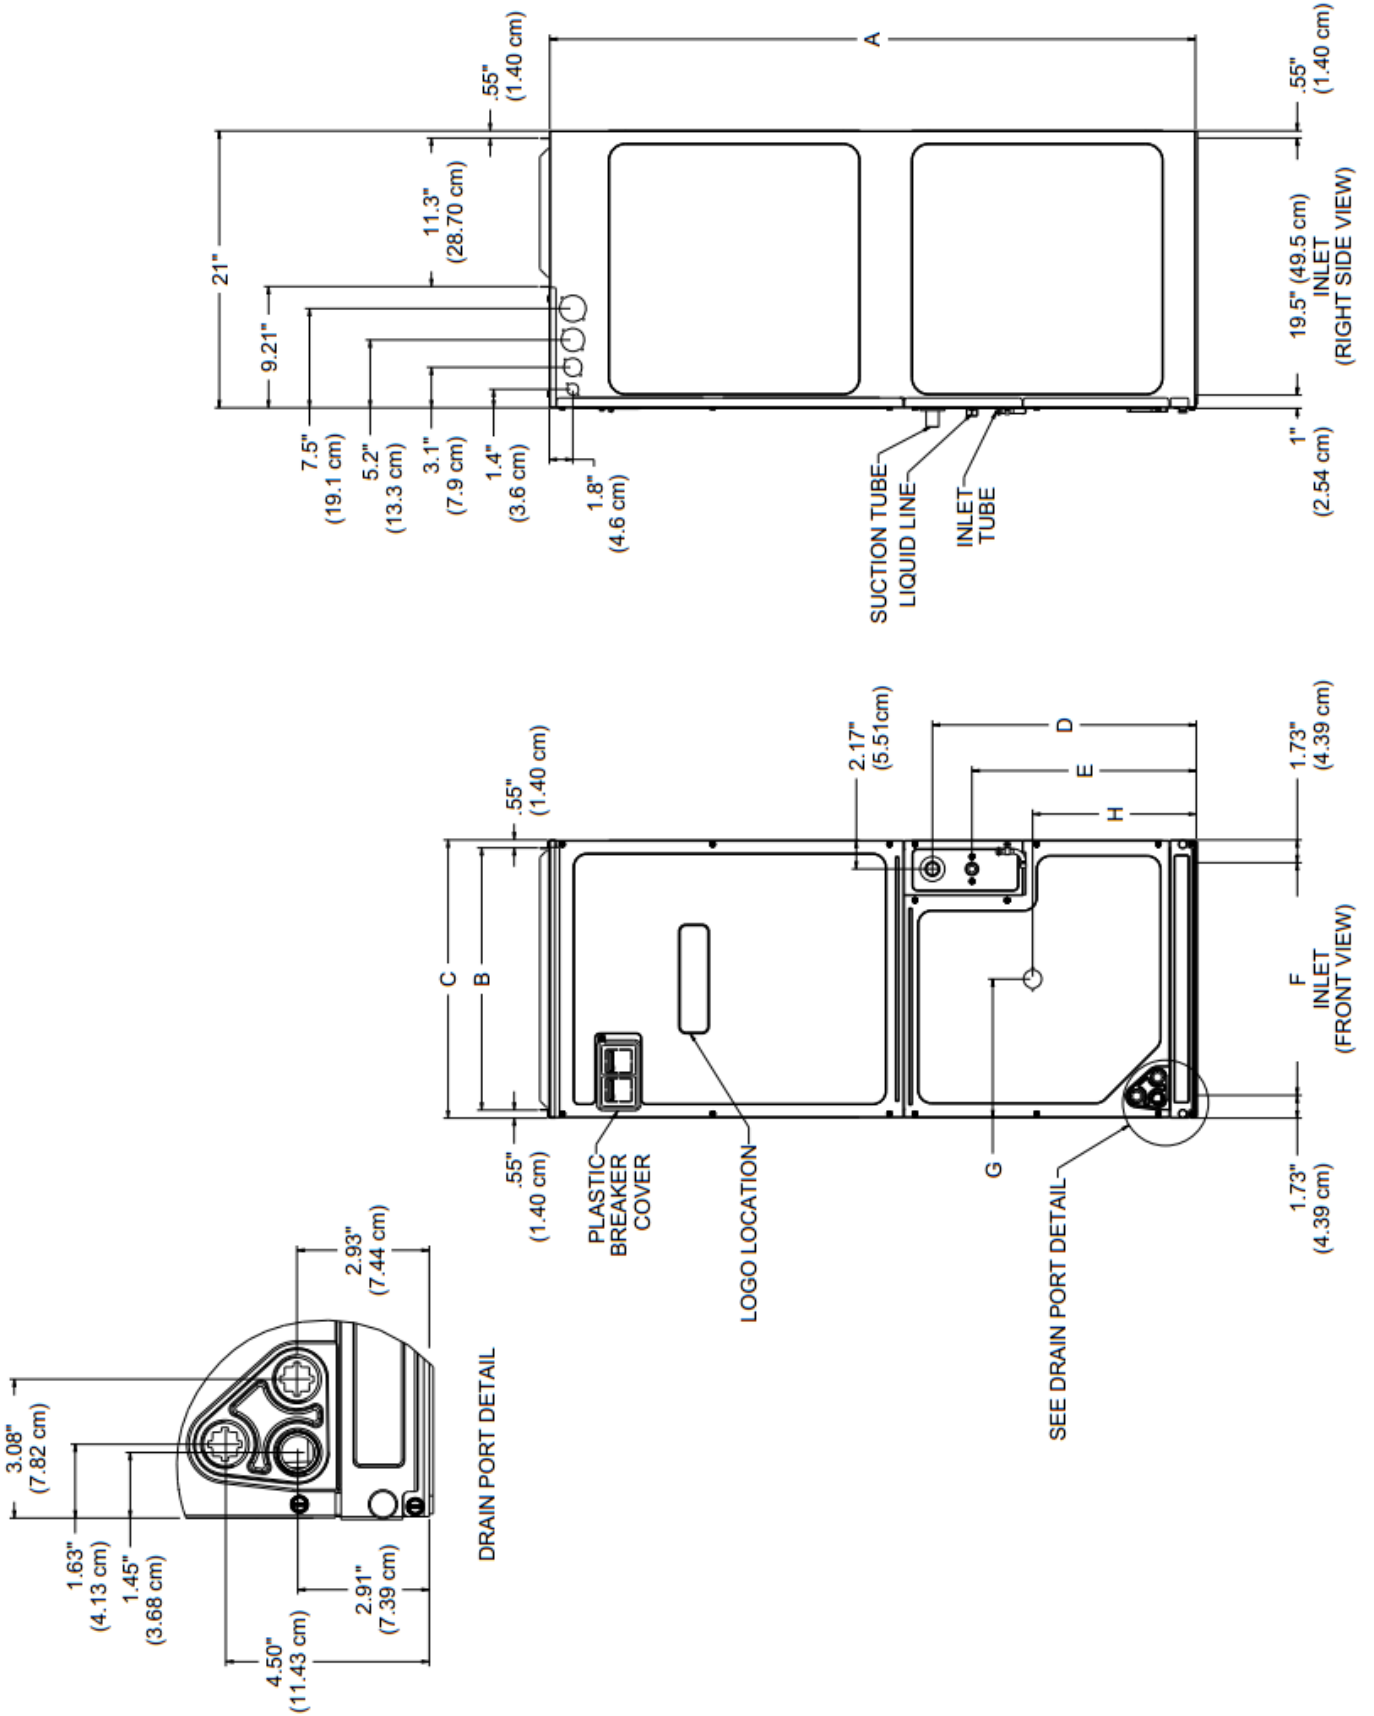 3.08"
(7.82 cm)
1.63"
(4.13 cm)
1.45"
(3.68 cm)
4.50"
(11.43 cm)
2.91"
(7.39 cm)
2.93"
(7.44 cm)
DRAIN PORT DETAIL
C
B
.55"
(1.40 cm)
.55"
(1.40 cm)
PLASTIC
BREAKER
COVER
LOGO LOCATION
2.17"
(5.51cm)
D
E
H
G
SEE DRAIN PORT DETAIL
1.73"
(4.39 cm)
F
INLET
(FRONT VIEW)
1.73"
(4.39 cm)
21"
9.21"
11.3"
(28.70 cm)
.55"
(1.40 cm)
7.5"
(19.1 cm)
5.2"
(13.3 cm)
3.1"
(7.9 cm)
1.4"
(3.6 cm)
1.8"
(4.6 cm)
A
SUCTION TUBE
LIQUID LINE
INLET
TUBE
1"
(2.54 cm)
19.5" (49.5 cm)
INLET
(RIGHT SIDE VIEW)
.55"
(1.40 cm)